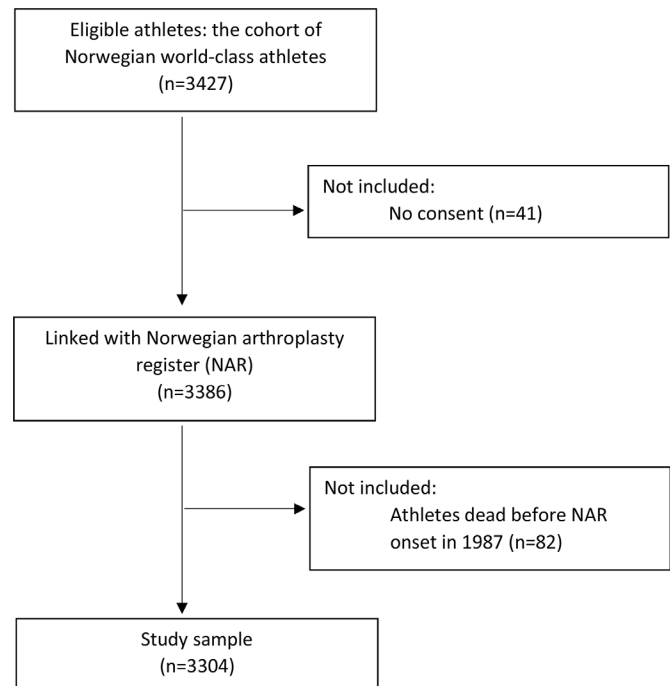 Eligible athletes: the cohort of
Norwegian world-class athletes
(n=3427)
Not included:
No consent (n=41)
Linked with Norwegian arthroplasty
register (NAR)
(n=3386)
Not included:
Athletes dead before NAR
onset in 1987 (n=82)
Study sample
(n=3304)